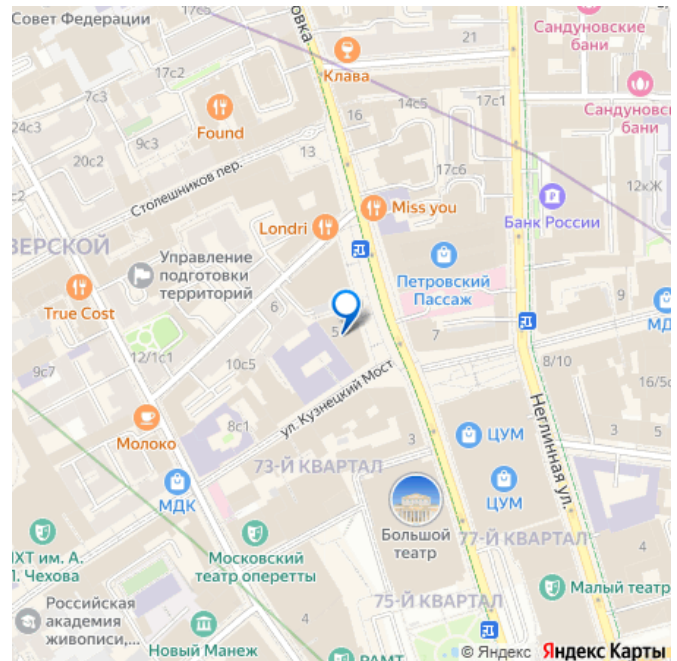 Совет Федерации
17с5
овка
Сандуновские
бани
21
Клава
17с2
7с3
Found
16
14с5
17с1
Сандуновс
бани
24с3
9с3
20с2
13
17с6
12кЖ
Столешников пер.
Miss you
Банк России
Londri
ВЕРСКОЙ
Управление
подготовки
территорий
Петровский
Пассаж
True Cost
6
5
9
МД
7
12/1с1
10с5
8/10
9с7
ул. Кузнецкий Мост
16/5с
Молоко
8с1
Неглинная ул.
3
ЦУМ
3
5
73-Й КВАРТАЛ
МДК
ЦУМ
Большой
театр
77-Й КВАРТАЛ
4
ІХТ им. А.
П. Чехова
Московский
театр оперетты
Малый театр
75-Й КВАРТАЛ
Российская
академия
живописи,...
Новый Манеж
РАМТ
4
© Яндекс Яндекс Карты